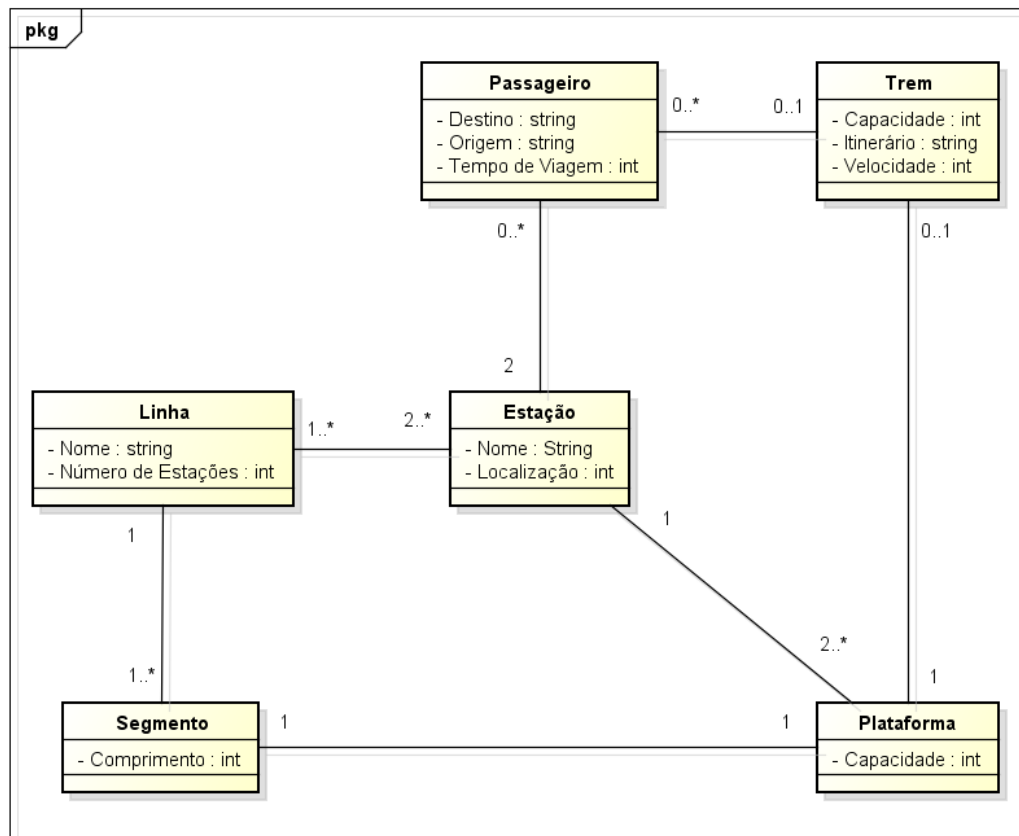 pkg
Passageiro
- Destino : string
- Origem : string
- Tempo de Viagem : int
0..*
0..1
Trem
- Capacidade : int
- Itinerário : string
- Velocidade : int
0..*
0..1
2
Linha
- Nome : string
- Número de Estações : int
1..*
2..*
Estação
- Nome : String
- Localização : int
1
1
1..*
2..*
1
Segmento
- Comprimento : int
1
1
Plataforma
- Capacidade : int